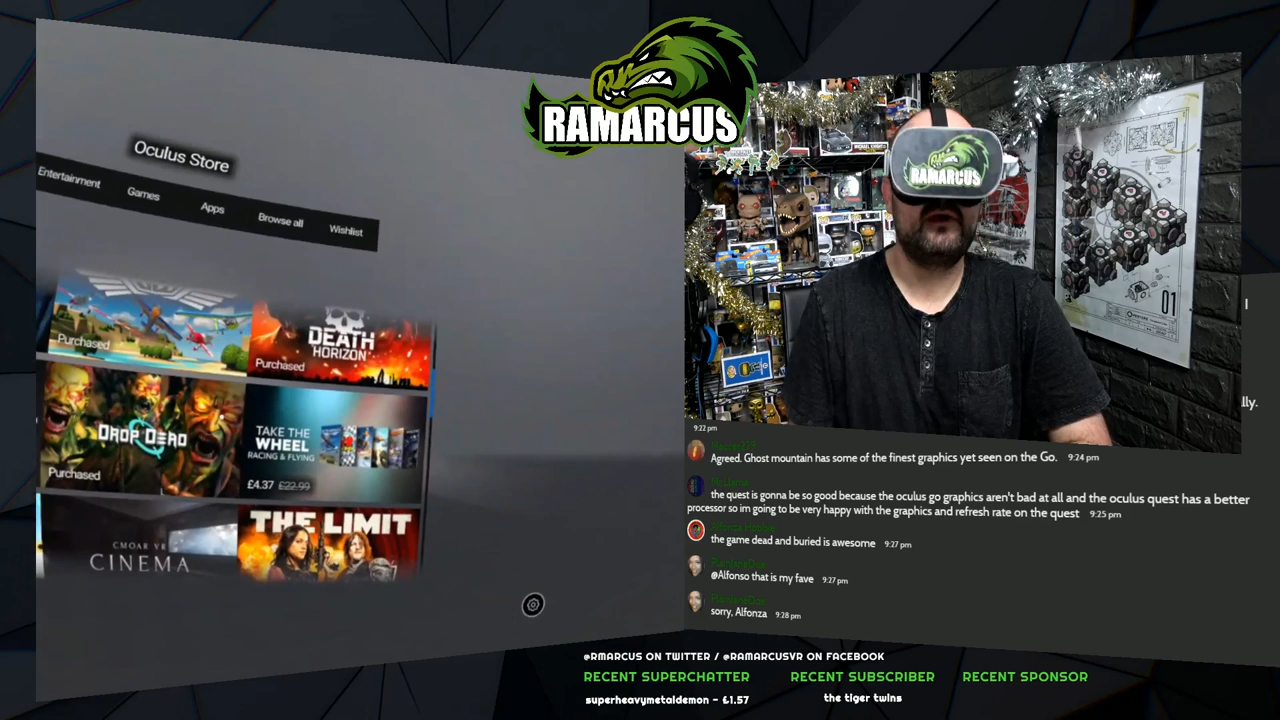 RAMARCUS
Oculus Store
Entertainment
Games
Apps
Browse all
Wishlist
Purchased
DEATH
HORIZON
Purchased
DROP DEAD
Purchased
TAKE THE
WHEEL
RACING & FLYING
£4.37 £22.99
CMOAR VR
CINEMA
THE LIMIT
RAMARCUS
01
lly.
9:22 pm
Agreed. Ghost mountain has some of the finest graphics yet seen on the Go. 9:24 pm
the quest is gonna be so good because the oculus go graphics aren't bad at all and the oculus quest has a better
processor so im going to be very happy with the graphics and refresh rate on the quest 9:25 pm
the game dead and buried is awesome 9:27 pm
@Alfonso that is my fave 9:27 pm
sorry, Alfonza 9:28 pm
@RMARCUS ON TWITTER / @RAMARCUSVR ON FACEBOOK
RECENT SUPERCHATTER
RECENT SUBSCRIBER
RECENT SPONSOR
superheavymetaldemon - £1.57
the tiger twins